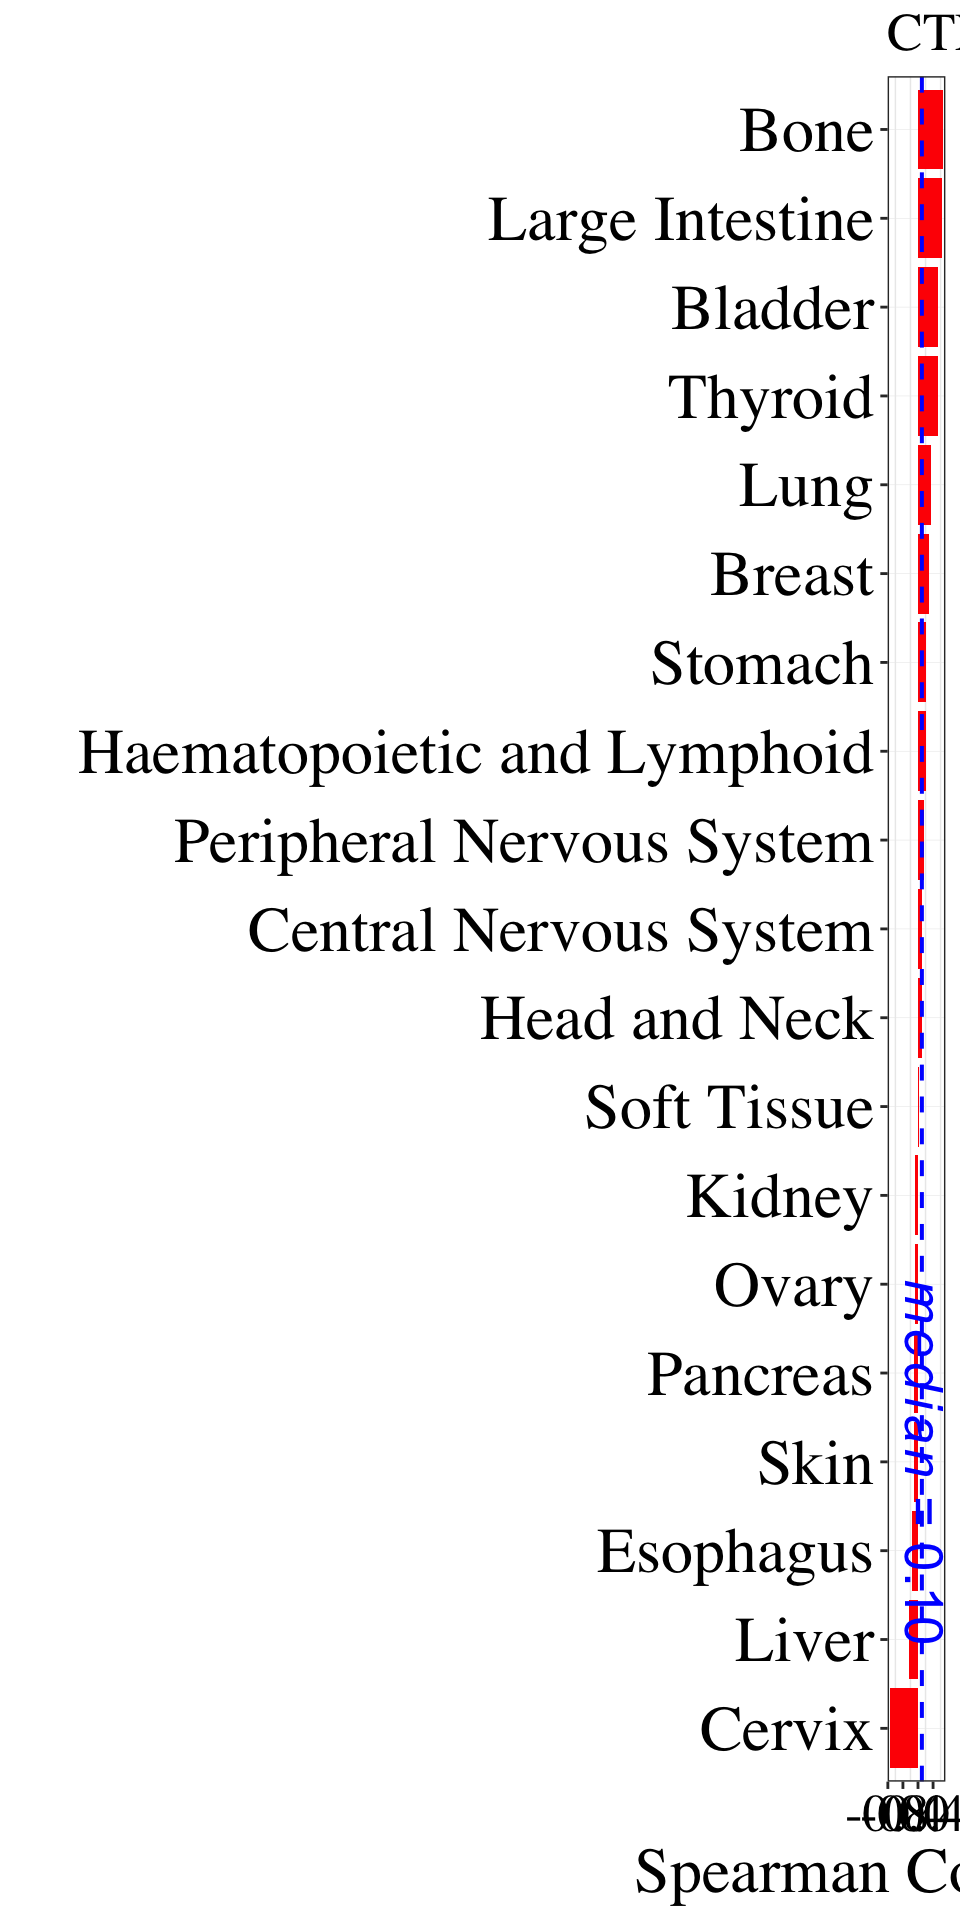 CT
Bone
Large Intestine
Bladder
Thyroid
Lung
Breast
Stomach
Haematopoietic and Lymphoid
Peripheral Nervous System
Central Nervous System
Head and Neck
Soft Tissue
Kidney
Ovary
Pancreas
Skin
Esophagus
Liver
Cervix
median = 0.10
Spearman Co